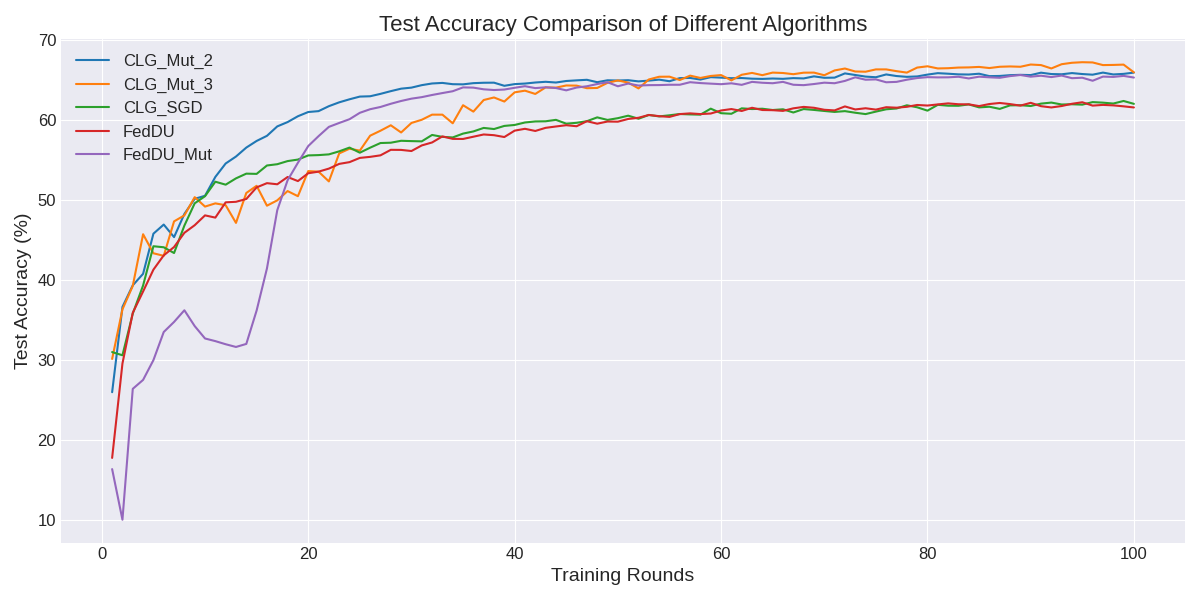 Test Accuracy Comparison of Different Algorithms
CLG_Mut_2
CLG_Mut_3
CLG_SGD
FedDU
FedDU_Mut
Test Accuracy (%)
70
60
50
40
30
20
10
0 20 40 60 80 100
Training Rounds